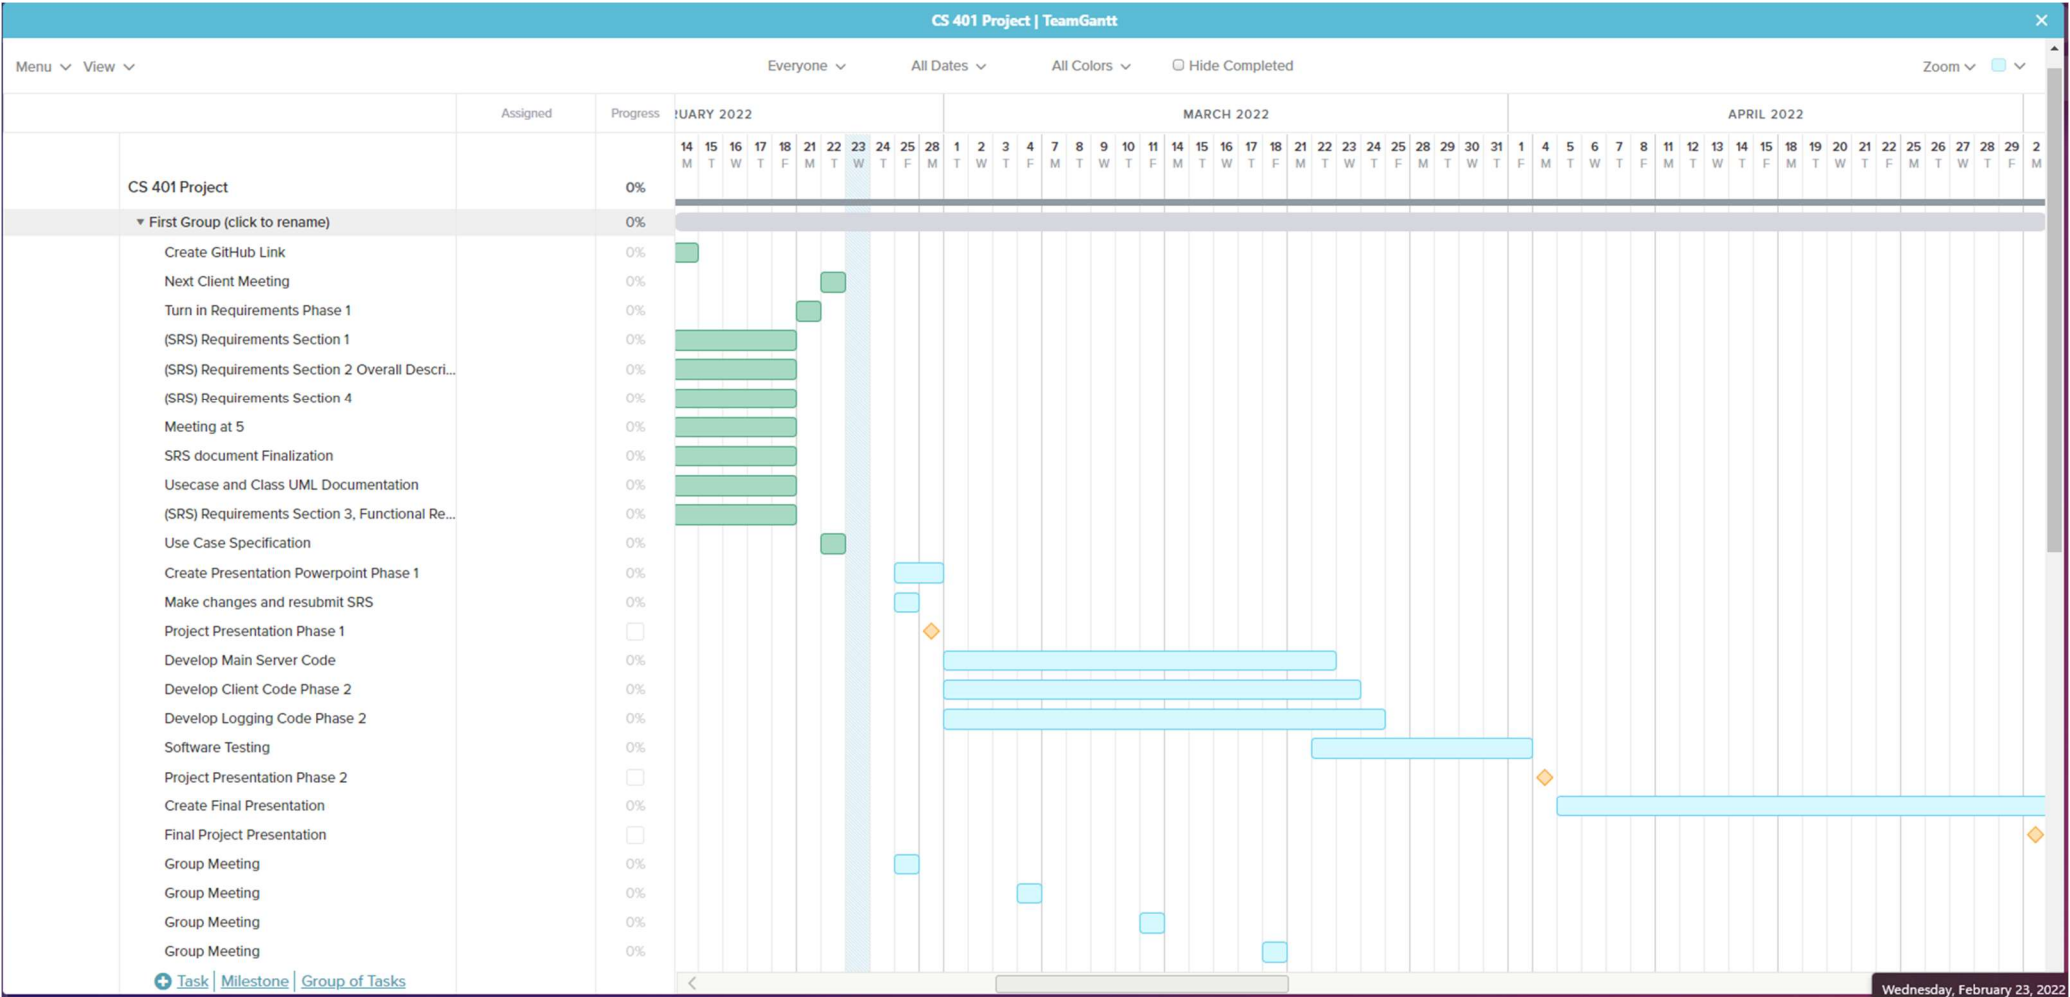 CS 401 Project | TeamGantt
Menu View Everyone All Dates All Colors Hide Completed Zoom
Assigned Progress RUARY 2022 MARCH 2022 APRIL 2022
14 15 16 17 18 21 22 23 24 25 28 1 2 3 4 7 8 9 10 11 14 15 16 17 18 21 22 23 24 25 28 29 30 31 1 4 5 6 7 8 11 12 13 14 15 18 19 20 21 22 25 26 27 28 29 2
M T W T F M T W T F M T W T F M T W T F M T W T F M T W T F M T W T F M T W T F M T W T F M T W T F M T W T F M
CS 401 Project 0%
First Group (click to rename) 0%
Create GitHub Link 0%
Next Client Meeting 0%
Turn in Requirements Phase 1 0%
(SRS) Requirements Section 1 0%
(SRS) Requirements Section 2 Overall Descri... 0%
(SRS) Requirements Section 4 0%
Meeting at 5 0%
SRS document Finalization 0%
Usecase and Class UML Documentation 0%
(SRS) Requirements Section 3, Functional Re... 0%
Use Case Specification 0%
Create Presentation Powerpoint Phase 1 0%
Make changes and resubmit SRS 0%
Project Presentation Phase 1
Develop Main Server Code 0%
Develop Client Code Phase 2 0%
Develop Logging Code Phase 2 0%
Software Testing 0%
Project Presentation Phase 2
Create Final Presentation 0%
Final Project Presentation
Group Meeting 0%
Group Meeting 0%
Group Meeting 0%
Group Meeting 0%
Task | Milestone | Group of Tasks
Wednesday, February 23, 2022